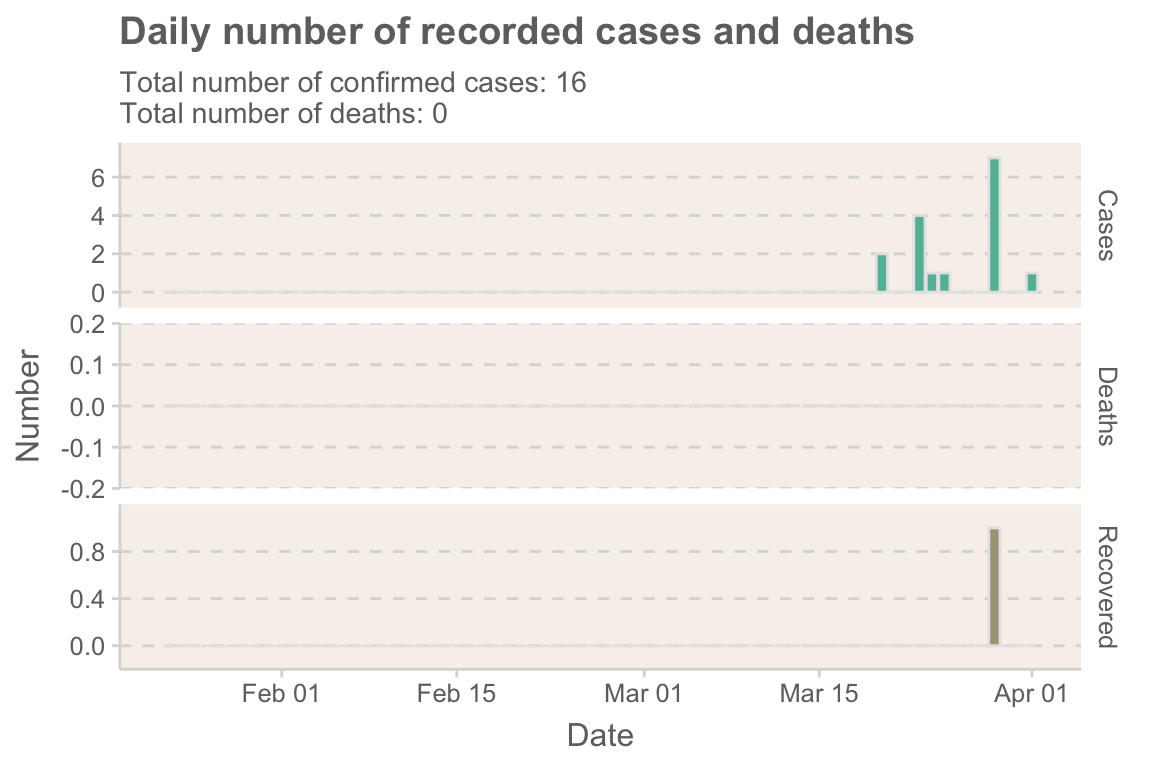 Daily number of recorded cases and deaths
Total number of confirmed cases: 16
Total number of deaths: 0
6
4
2
0
Cases
0.2
0.1
0.0
-0.1
-0.2
Deaths
Number
0.8
0.4
0.0
Recovered
Feb 01 Feb 15 Mar 01 Mar 15 Apr 01
Date